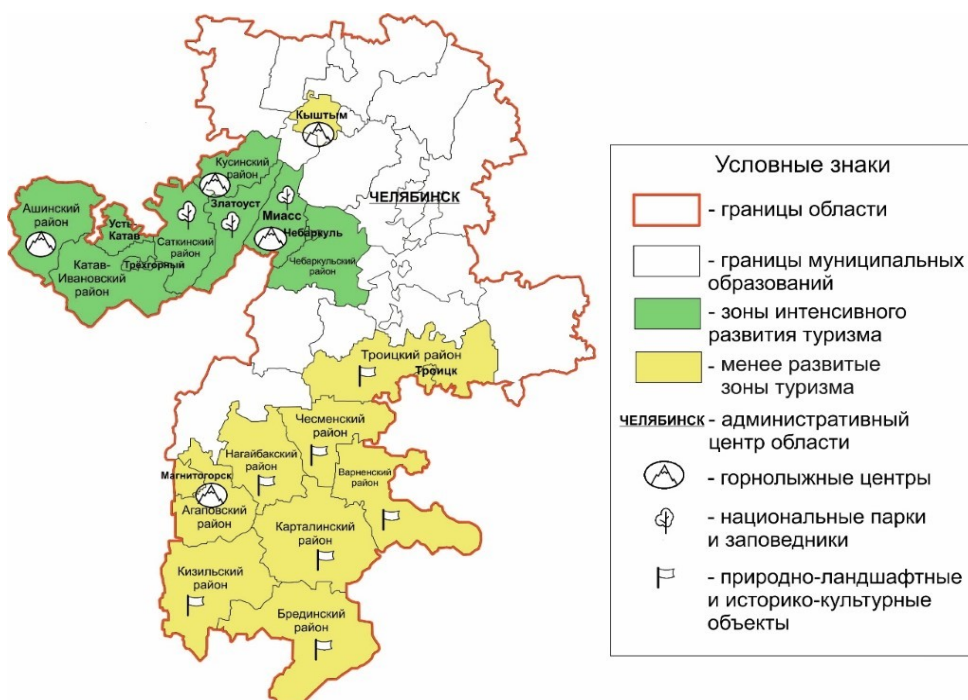 Кыштым
Кусинский
район
ЧЕЛЯБИНСК
Ашинский
район
Златоуст
Миасс
Усть
Катав
Чебаркуль
Саткинский
район
Трёхгорный
Катав-
Ивановский
район
Чебаркульский
район
Троицкий район
Троицк
Чесменский
район
Нагайбакский
район
Варненский
район
Магнитогорск
Агаповский
район
Карталинский
район
Кизильский
район
Брединский
район
Условные знаки
- границы области
- границы муниципальных
образований
- зоны интенсивного
развития туризма
- менее развитые
зоны туризма
ЧЕЛЯБИНСК - административный
центр области
- горнолыжные центры
- национальные парки
и заповедники
- природно-ландшафтные
и историко-культурные
объекты